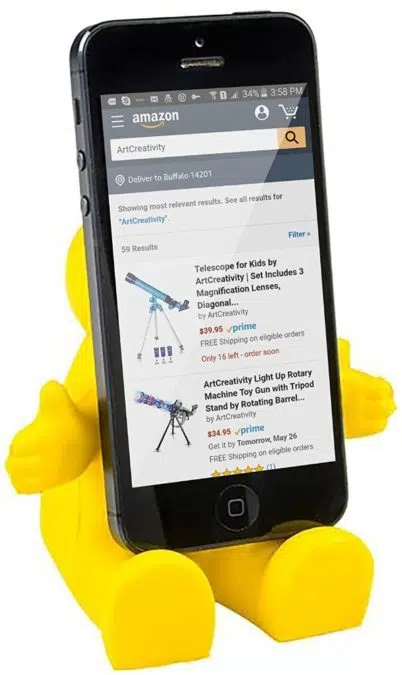 34% 3:58 PM
amazon
ArtCreativity
Deliver to Buffalo 14201
Showing most relevant results. See all results for
"ArtCreativity".
59 Results
Filter »
Telescope for Kids by
ArtCreativity | Set Includes 3
Magnification Lenses,
Diagonal...
by ArtCreativity
$39.95 prime
FREE Shipping on eligible orders
Only 16 left - order soon
ArtCreativity Light Up Rotary
Machine Toy Gun with Tripod
Stand by Rotating Barrel...
by ArtCreativity
$34.95 prime
Get it by Tomorrow, May 26
FREE Shipping on eligible orders
(1)